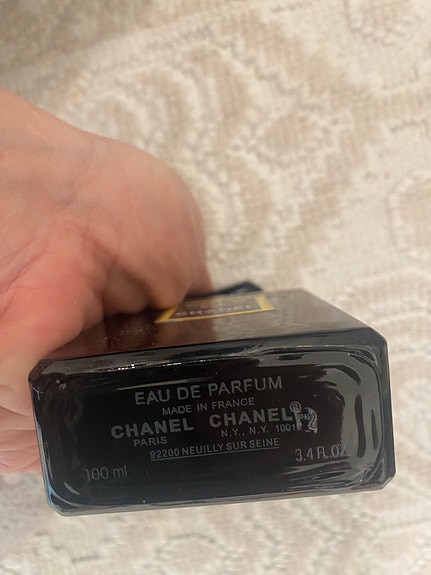 CHANEL
EAU DE PARFUM
MADE IN FRANCE
CHANEL CHANEL®
PARIS N.Y., N.Y.
92200 NEUILLY SUR SEINE
100 ml 3.4 FL.OZ